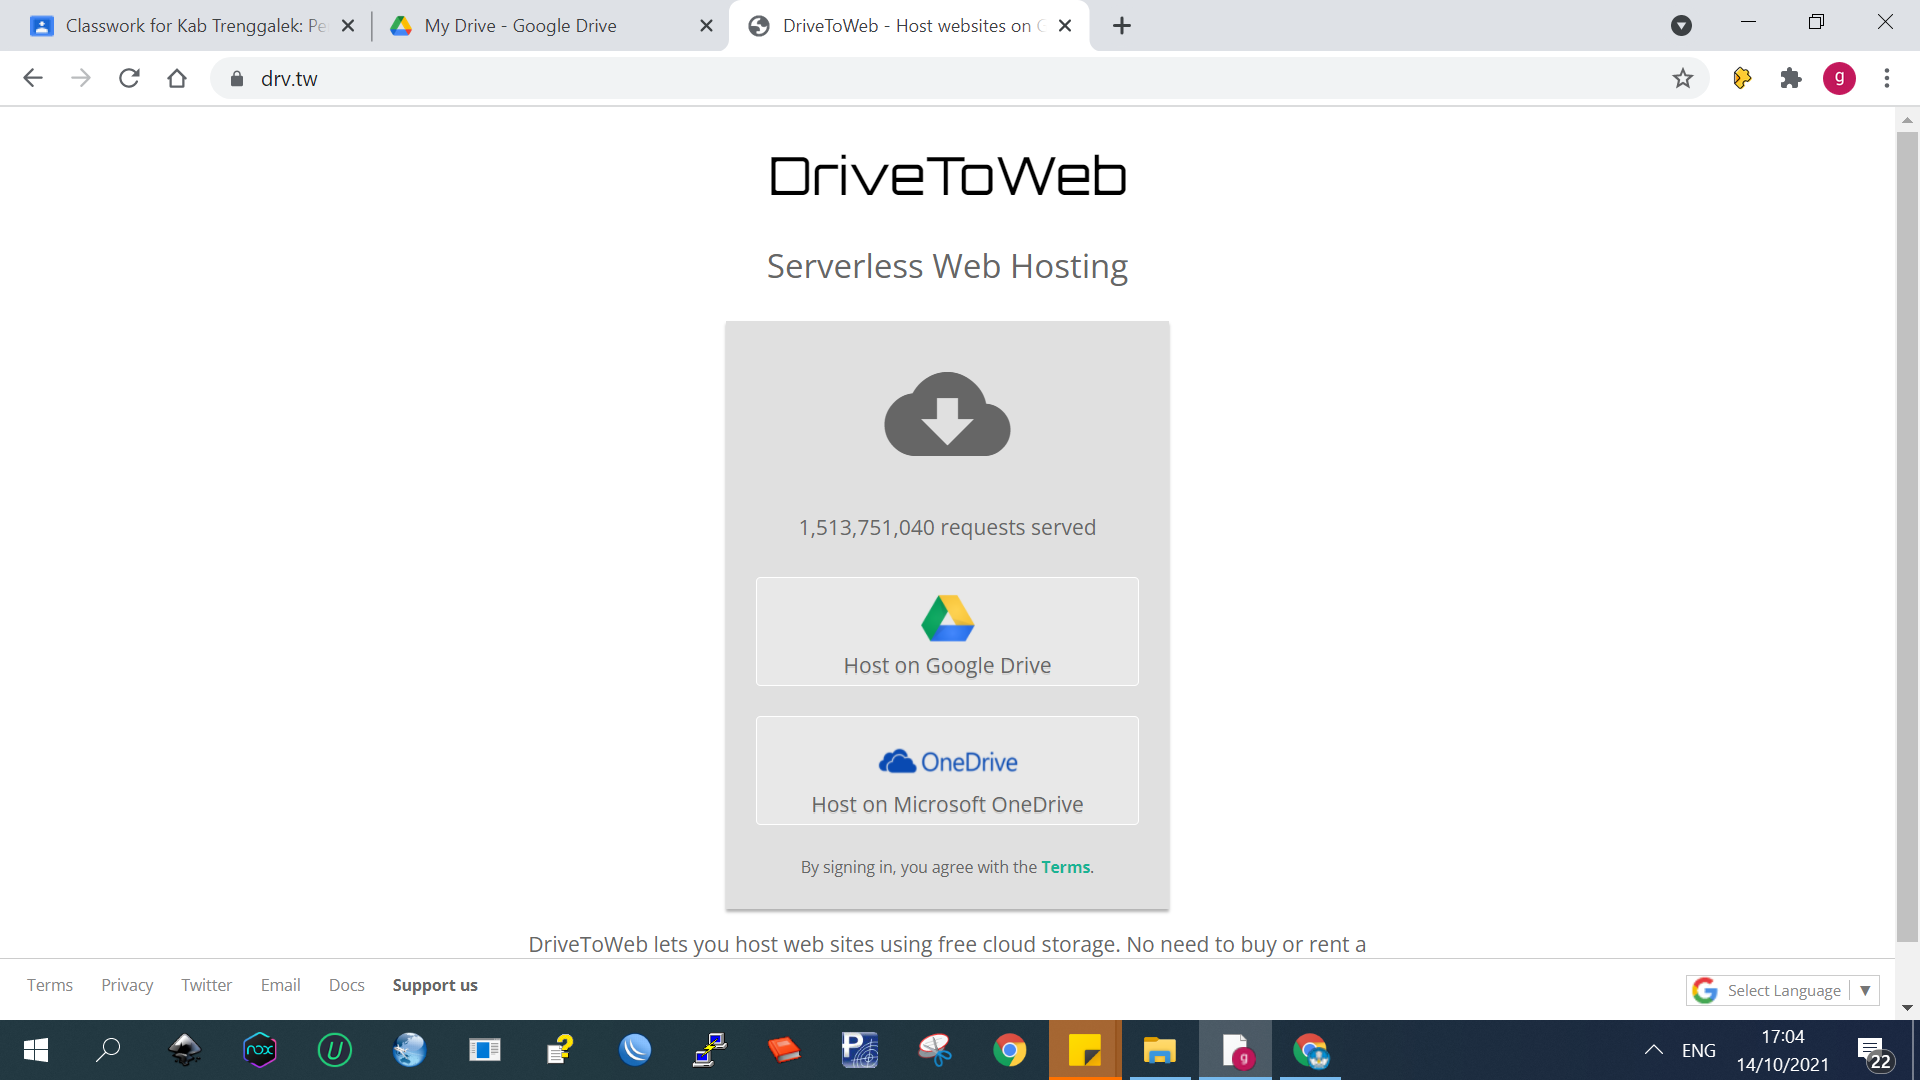 Classwork for Kab Trenggalek: Pe
My Drive - Google Drive
DriveToWeb - Host websites on G
g
drv.tw
DriveToWeb
Serverless Web Hosting
1,513,751,040 requests served
Host on Google Drive
OneDrive
Host on Microsoft OneDrive
By signing in, you agree with the Terms.
DriveToWeb lets you host web sites using free cloud storage. No need to buy or rent a
Terms Privacy Twitter Email Docs Support us
G Select Language ▼
nox
U
P
g
ENG
17:04
14/10/2021
22